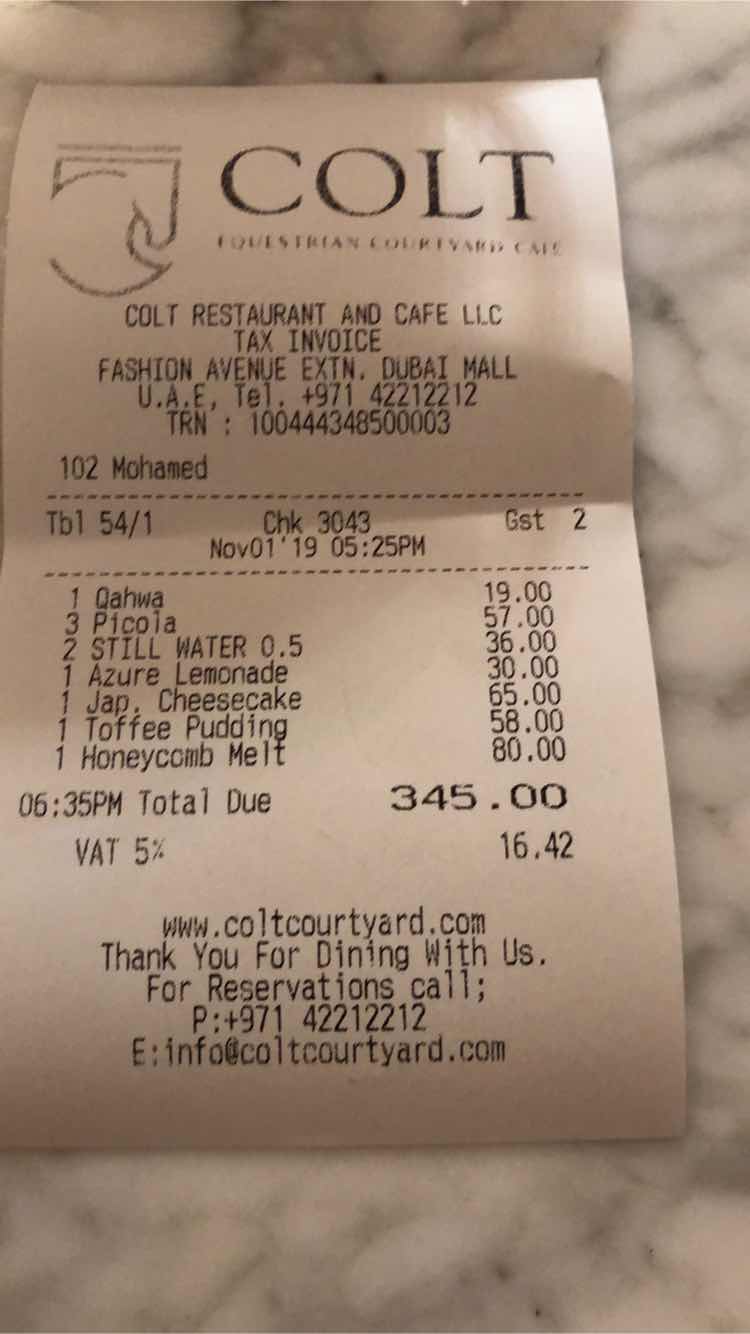 COLT
EQUESTRIAN COURTYARD CAFE
COLT RESTAURANT AND CAFE LLC
TAX INVOICE
FASHION AVENUE EXTN. DUBAI MALL
U.A.E, Tel. +971 42212212
TRN : 100444348500003
102 Mohamed
Tbl 54/1 Chk 3043 Gst 2
Nov01'19 05:25PM
1 Qahwa 19.00
3 Picola 57.00
2 STILL WATER 0.5 36.00
1 Azure Lemonade 30.00
1 Jap. Cheesecake 65.00
1 Toffee Pudding 58.00
1 Honeycomb Melt 80.00
06:35PM Total Due 345.00
VAT 5% 16.42
www.coltcourtyard.com
Thank You For Dining With Us.
For Reservations call;
P:+971 42212212
E:info@coltcourtyard.com